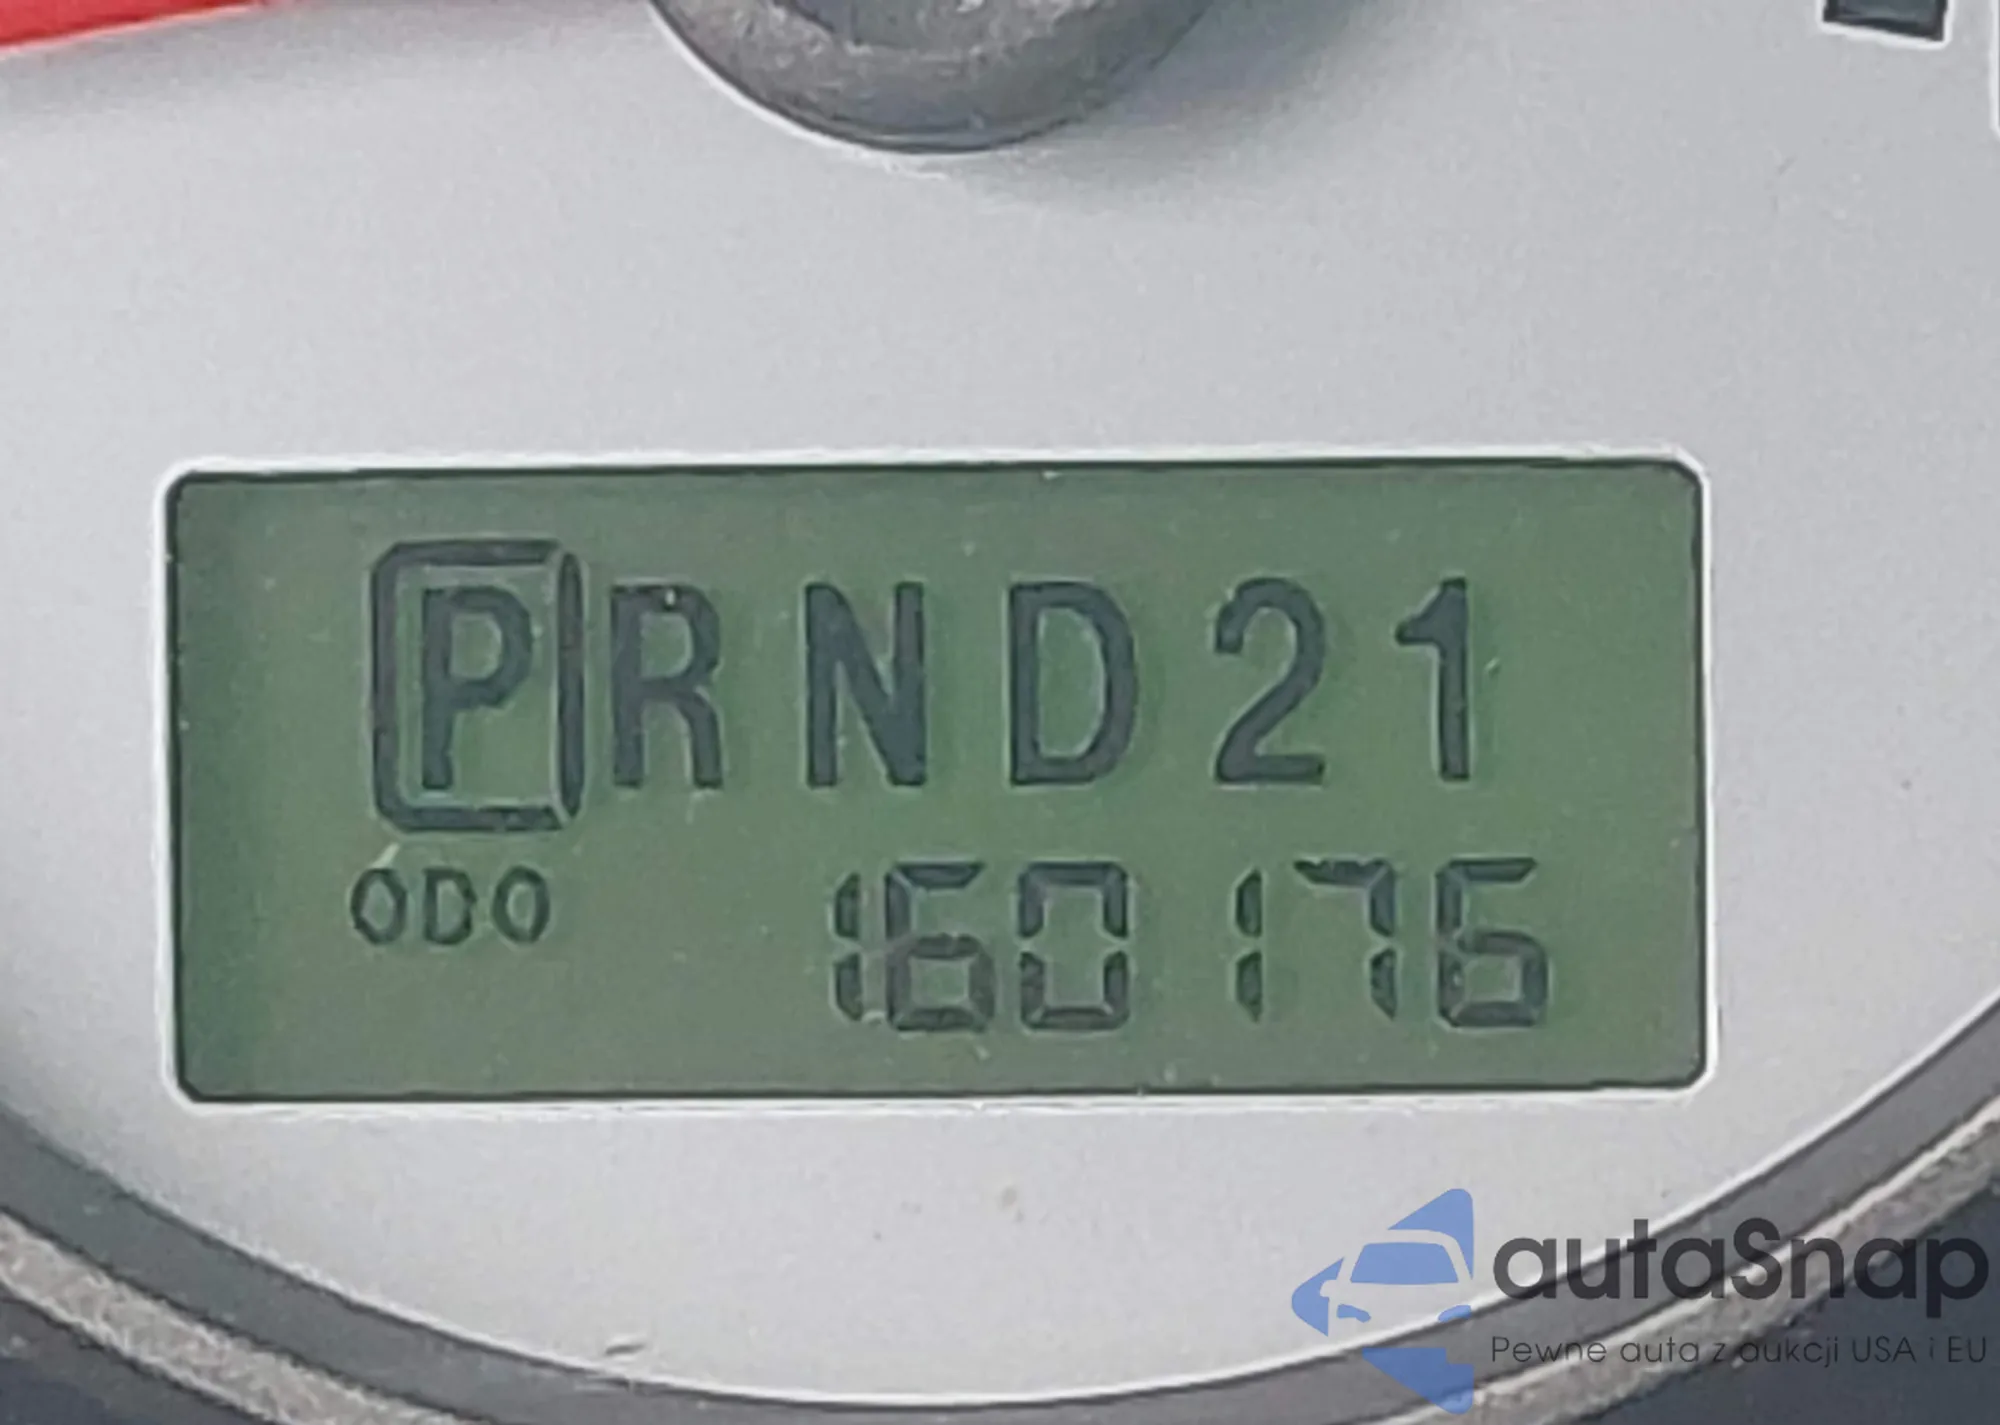 PRND21
ODO 160176
autaSnap
Pewne auta z aukcji USA i EU